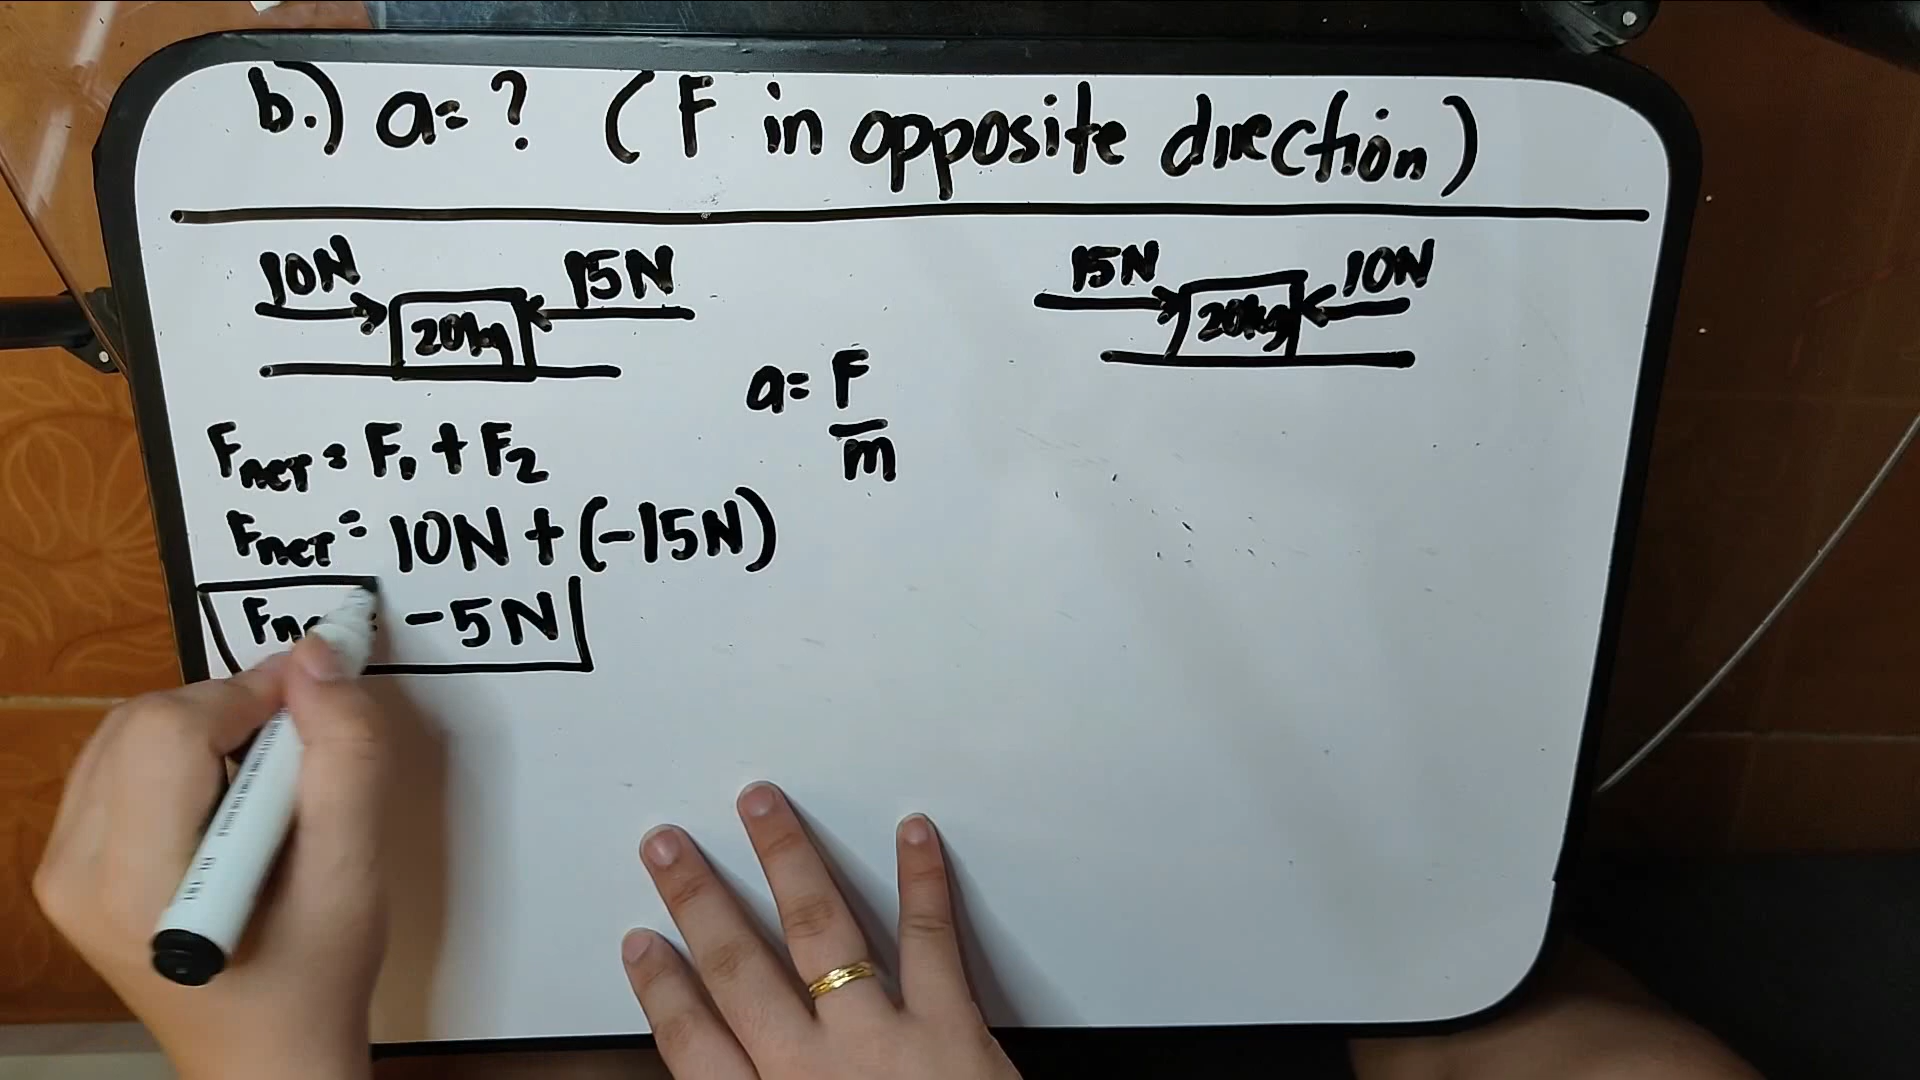 b.) a= ? (F in opposite direction)
10N 15N
20kg
15N 10N
20kg
a= F
m
Fnet = F1 + F2
Fnet = 10N + (-15N)
-5N